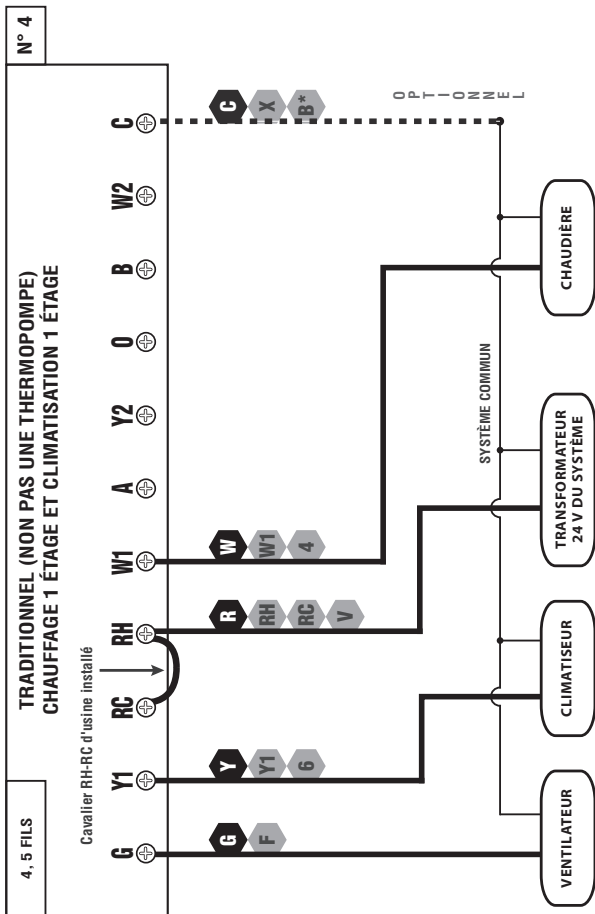 4, 5 FILS
TRADITIONNEL (NON PAS UNE THERMOPOMPE)
CHAUFFAGE 1 ÉTAGE ET CLIMATISATION 1 ÉTAGE
N° 4
Cavalier RH-RC d'usine installé
G Y1 RC RH W1 A Y2 O B W2 C
G Y R W C
F Y1 RH W1 X
6 RC 4 B*
V
OPTIONNEL
SYSTÈME COMMUN
VENTILATEUR
CLIMATISEUR
TRANSFORMATEUR
24 V DU SYSTÈME
CHAUDIÈRE